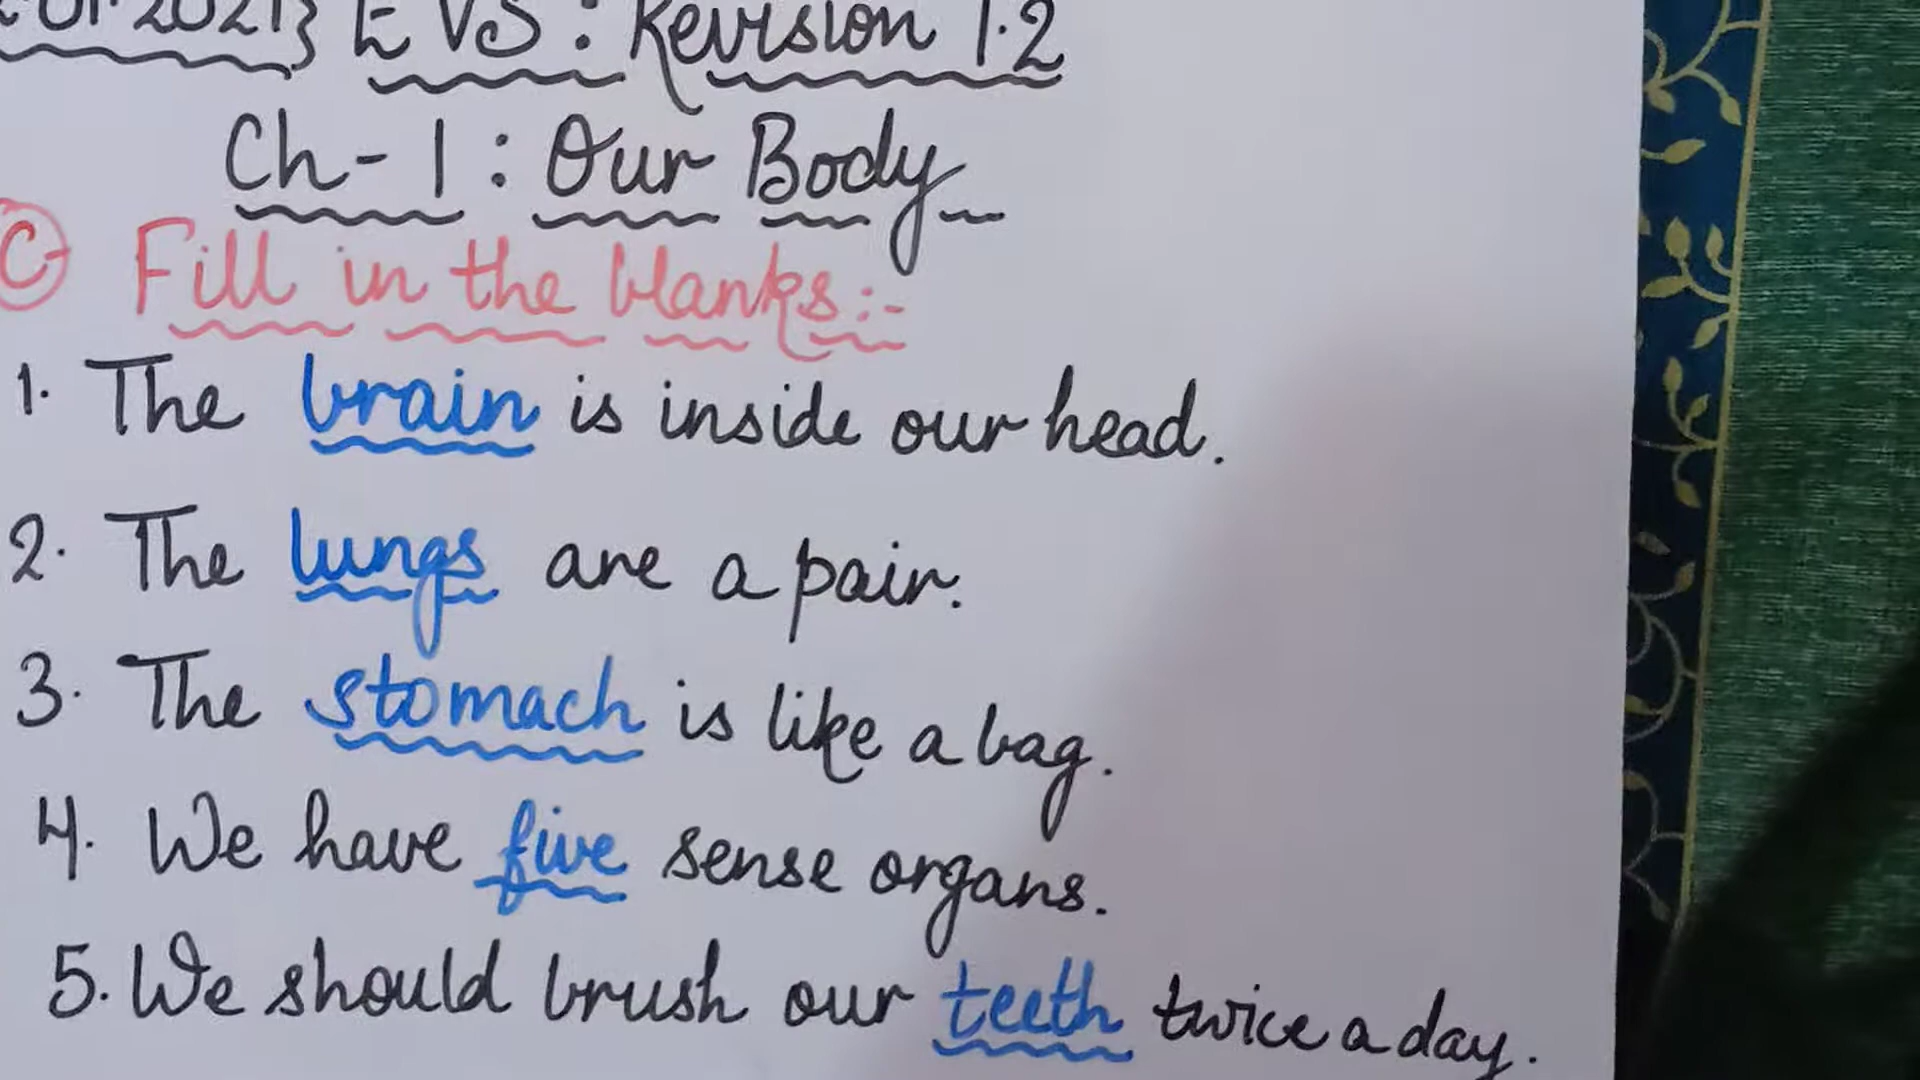 EVS : Revision 1.2
Ch-1 : Our Body
C Fill in the blanks:-
1. The brain is inside our head.
2. The lungs are a pair.
3. The stomach is like a bag.
4. We have five sense organs.
5. We should brush our teeth twice a day.